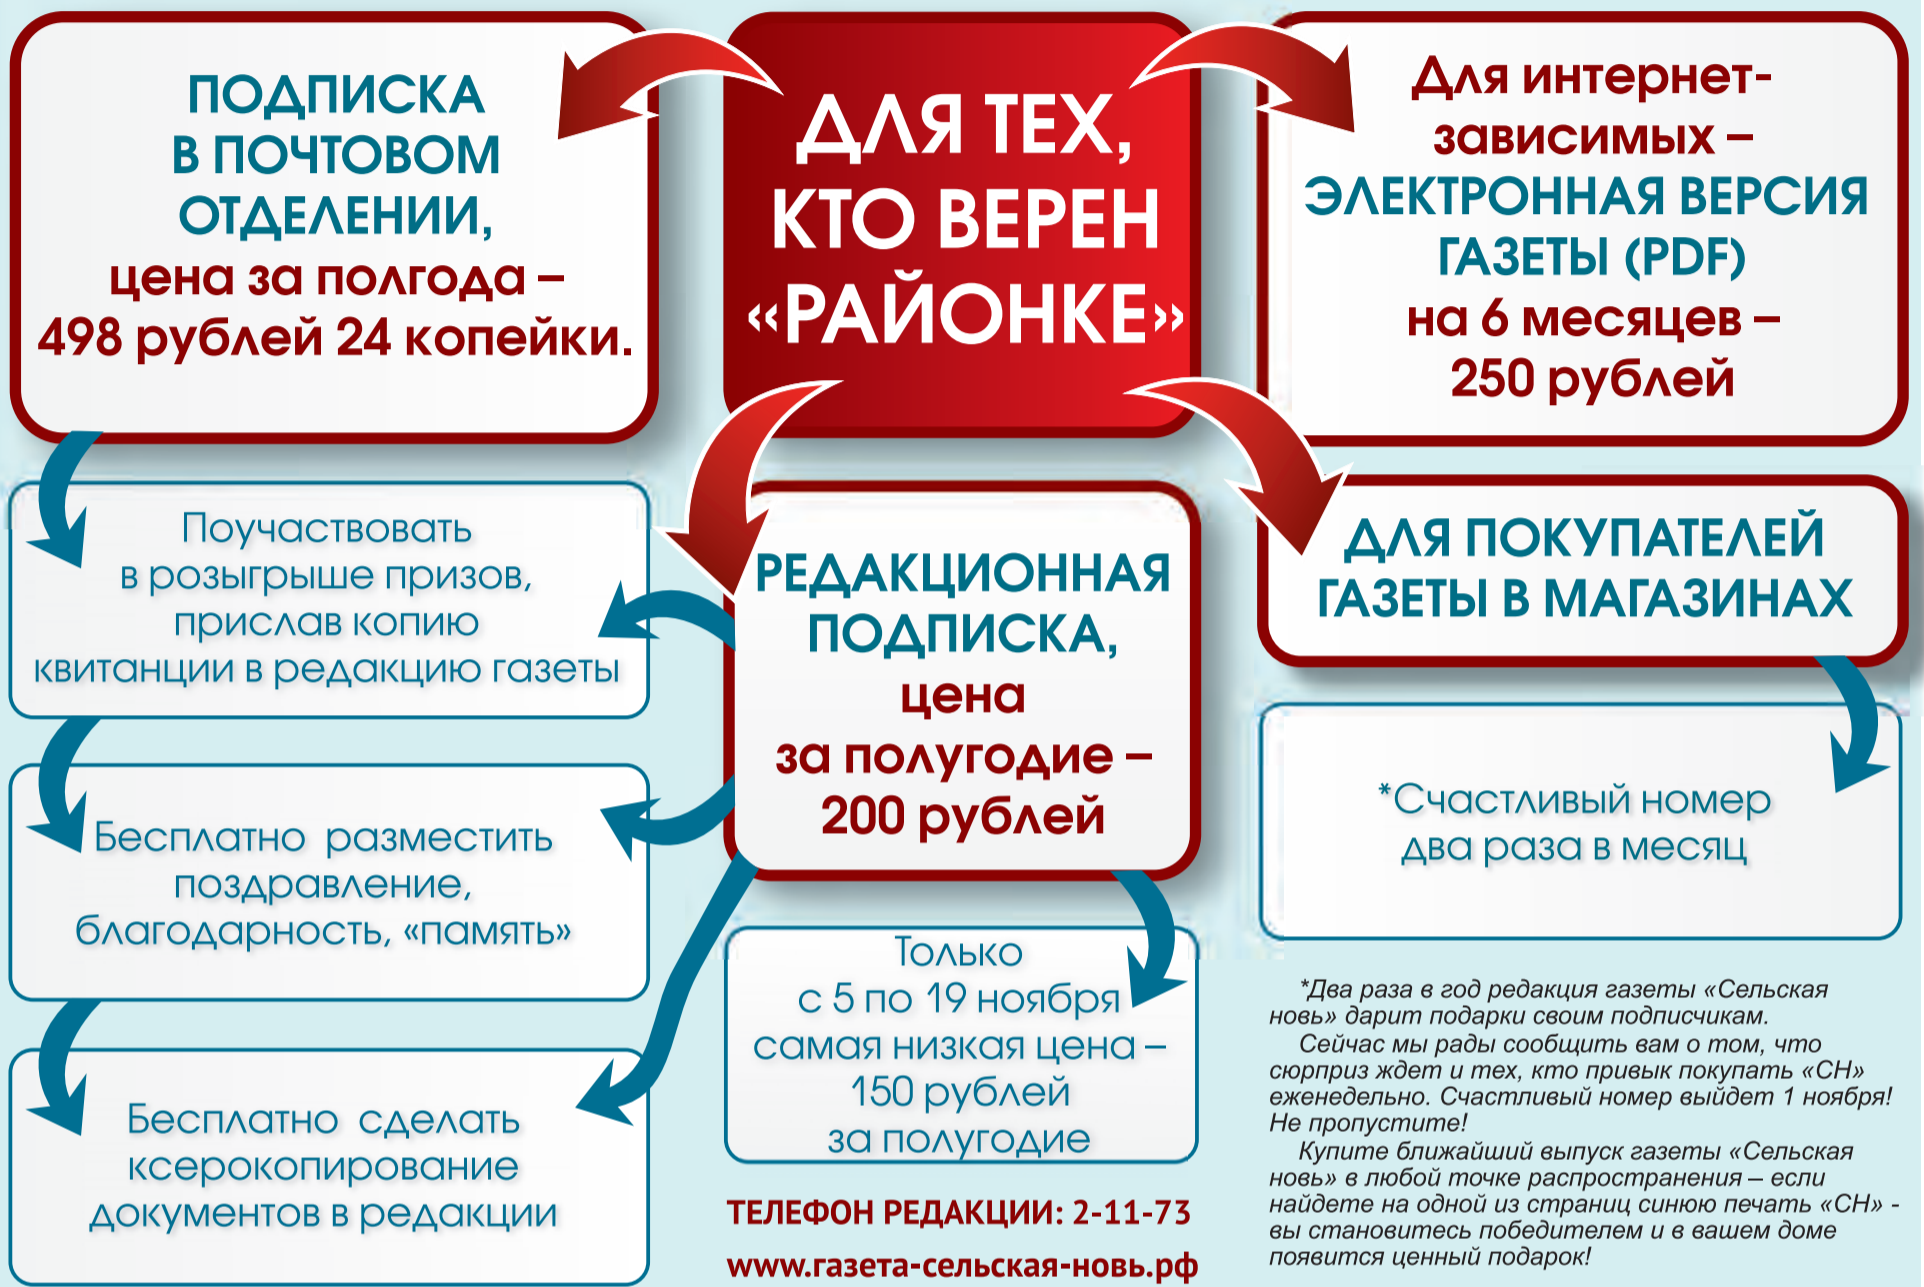 ПОДПИСКА
В ПОЧТОВОМ
ОТДЕЛЕНИИ,
цена за полгода –
498 рублей 24 копейки.
ДЛЯ ТЕХ,
КТО ВЕРЕН
«РАЙОНКЕ»
Для интернет-
зависимых –
ЭЛЕКТРОННАЯ ВЕРСИЯ
ГАЗЕТЫ (PDF)
на 6 месяцев –
250 рублей
Поучаствовать
в розыгрыше призов,
прислав копию
квитанции в редакцию газеты
Бесплатно разместить
поздравление,
благодарность, «память»
Бесплатно сделать
ксерокопирование
документов в редакции
РЕДАКЦИОННАЯ
ПОДПИСКА,
цена
за полугодие –
200 рублей
Только
с 5 по 19 ноября
самая низкая цена –
150 рублей
за полугодие
ТЕЛЕФОН РЕДАКЦИИ: 2-11-73
www.газета-сельская-новь.рф
ДЛЯ ПОКУПАТЕЛЕЙ
ГАЗЕТЫ В МАГАЗИНАХ
*Счастливый номер
два раза в месяц
*Два раза в год редакция газеты «Сельская
новь» дарит подарки своим подписчикам.
Сейчас мы рады сообщить вам о том, что
сюрприз ждет и тех, кто привык покупать «СН»
еженедельно. Счастливый номер выйдет 1 ноября!
Не пропустите!
Купите ближайший выпуск газеты «Сельская
новь» в любой точке распространения – если
найдете на одной из страниц синюю печать «СН» -
вы становитесь победителем и в вашем доме
появится ценный подарок!